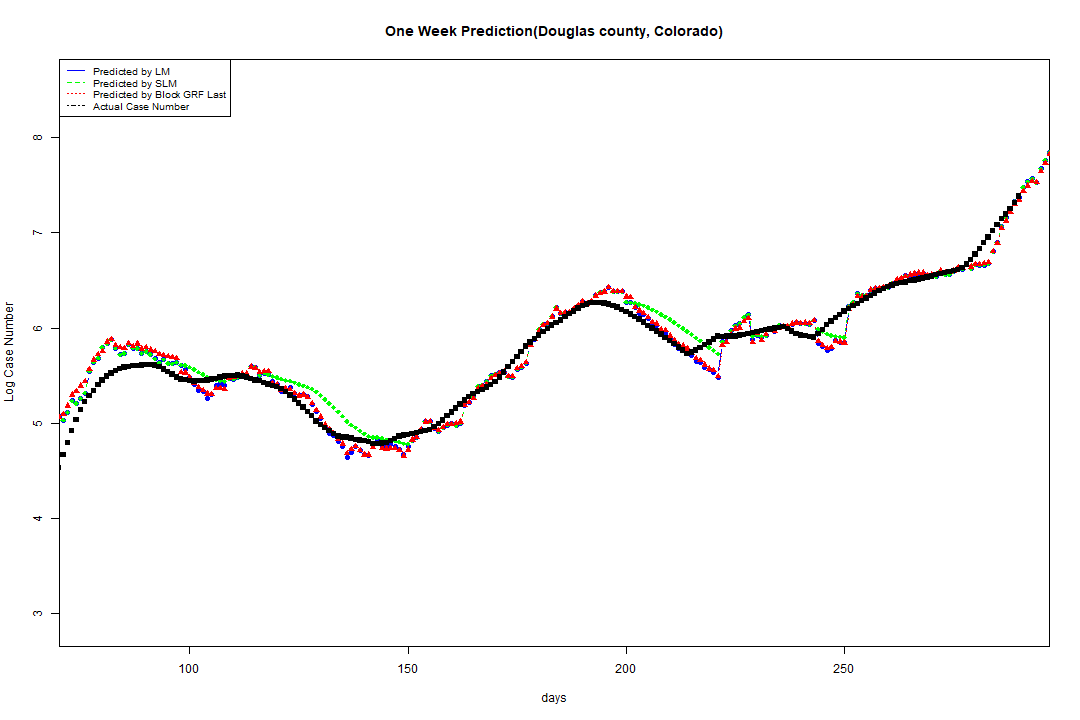 One Week Prediction(Douglas county, Colorado)
Predicted by LM
Predicted by SLM
Predicted by Block GRF Last
Actual Case Number
8
7
6
5
4
3
Log Case Number
100 150 200 250
days